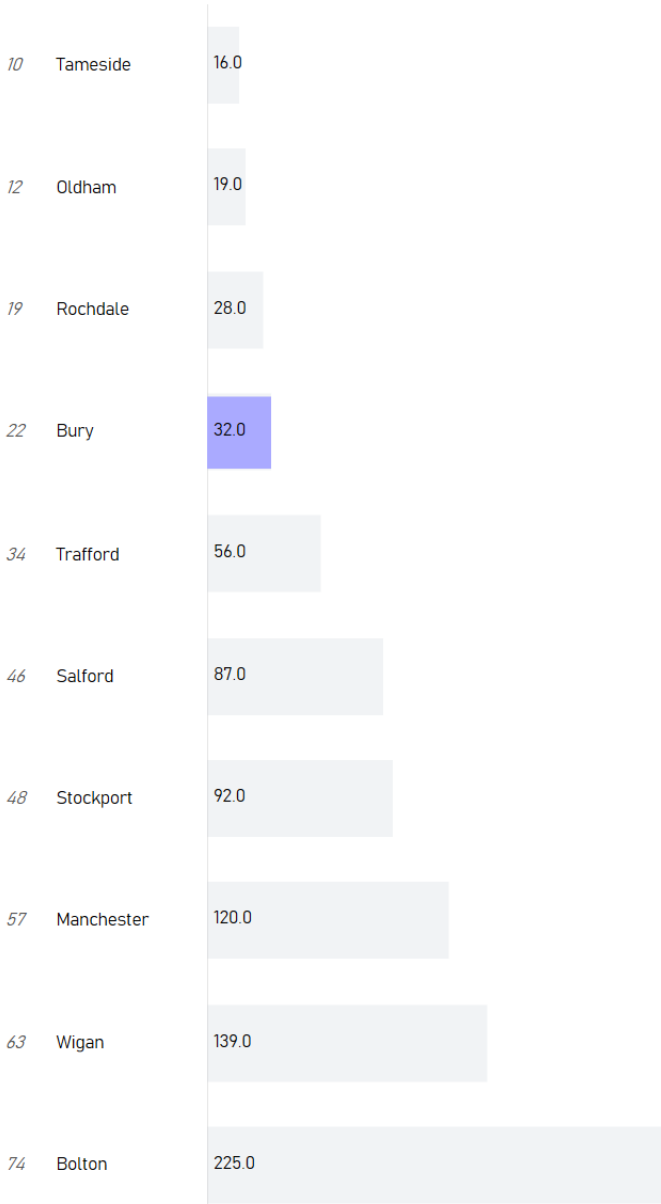 10 Tameside 16.0
12 Oldham 19.0
19 Rochdale 28.0
22 Bury 32.0
34 Trafford 56.0
46 Salford 87.0
48 Stockport 92.0
57 Manchester 120.0
63 Wigan 139.0
74 Bolton 225.0